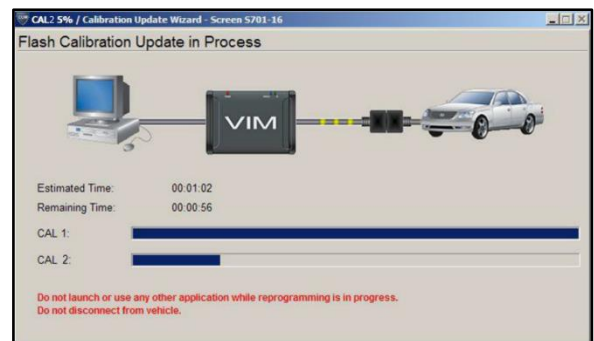 CAL2 5% / Calibration Update Wizard - Screen S701-16
Flash Calibration Update in Process
VIM
Estimated Time: 00:01:02
Remaining Time: 00:00:56
CAL 1:
CAL 2:
Do not launch or use any other application while reprogramming is in progress.
Do not disconnect from vehicle.